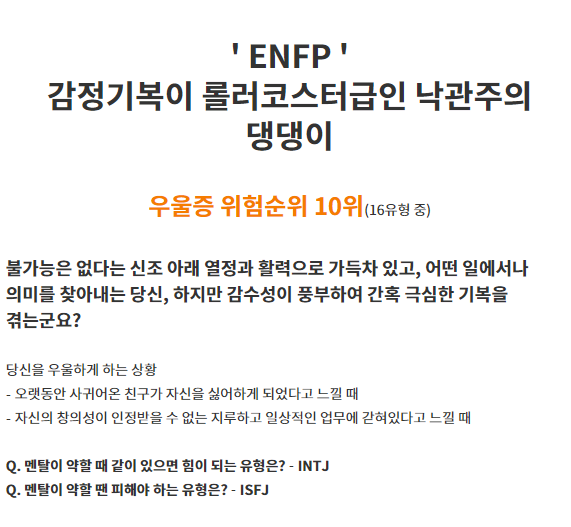 ' ENFP '
감정기복이 롤러코스터급인 낙관주의
댕댕이
우울증 위험순위 10위(16유형 중)
불가능은 없다는 신조 아래 열정과 활력으로 가득차 있고, 어떤 일에서나
의미를 찾아내는 당신, 하지만 감수성이 풍부하여 간혹 극심한 기복을
겪는군요?
당신을 우울하게 하는 상황
- 오랫동안 사귀어온 친구가 자신을 싫어하게 되었다고 느낄 때
- 자신의 창의성이 인정받을 수 없는 지루하고 일상적인 업무에 갇혀있다고 느낄 때
Q. 멘탈이 약할 때 같이 있으면 힘이 되는 유형은? - INTJ
Q. 멘탈이 약할 땐 피해야 하는 유형은? - ISFJ